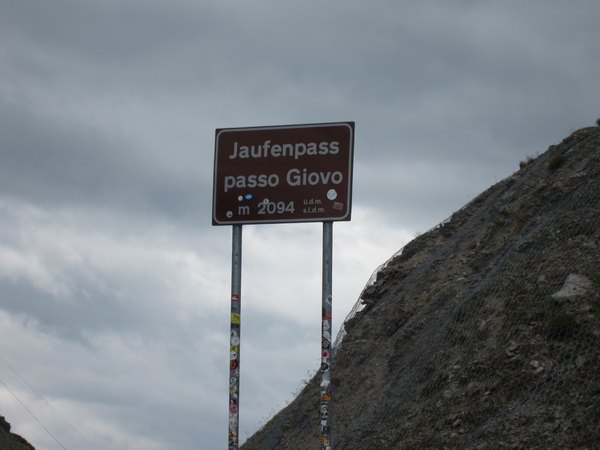 Jaufenpass
passo Giovo
m 2094 ü.d.m.
s.l.d.m.